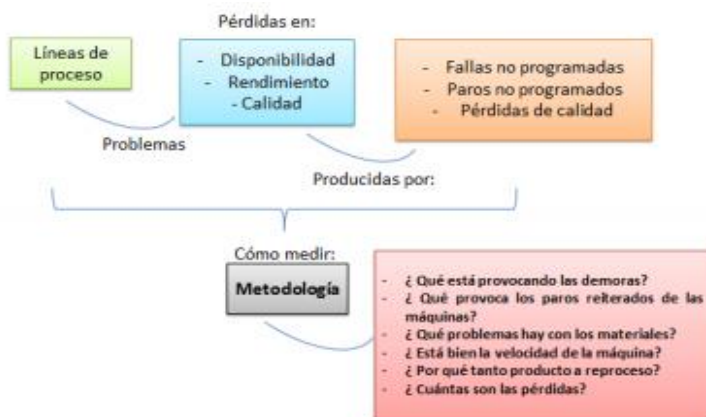 Pérdidas en:
Líneas de
proceso
- Disponibilidad
- Rendimiento
- Calidad
- Fallas no programadas
- Paros no programados
- Pérdidas de calidad
Problemas
Producidas por:
Cómo medir:
Metodología
- ¿ Qué está provocando las demoras?
- ¿ Qué provoca los paros reiterados de las
máquinas?
- ¿Qué problemas hay con los materiales?
- ¿Está bien la velocidad de la máquina?
- ¿Por qué tanto producto a reproceso?
- ¿ Cuántas son las pérdidas?